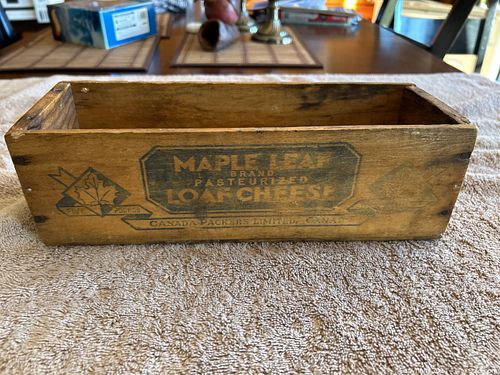 MAPLE LEAF
BRAND
PASTEURIZED
LOAF CHEESE
CANADA PACKERS LIMITED, CANADA